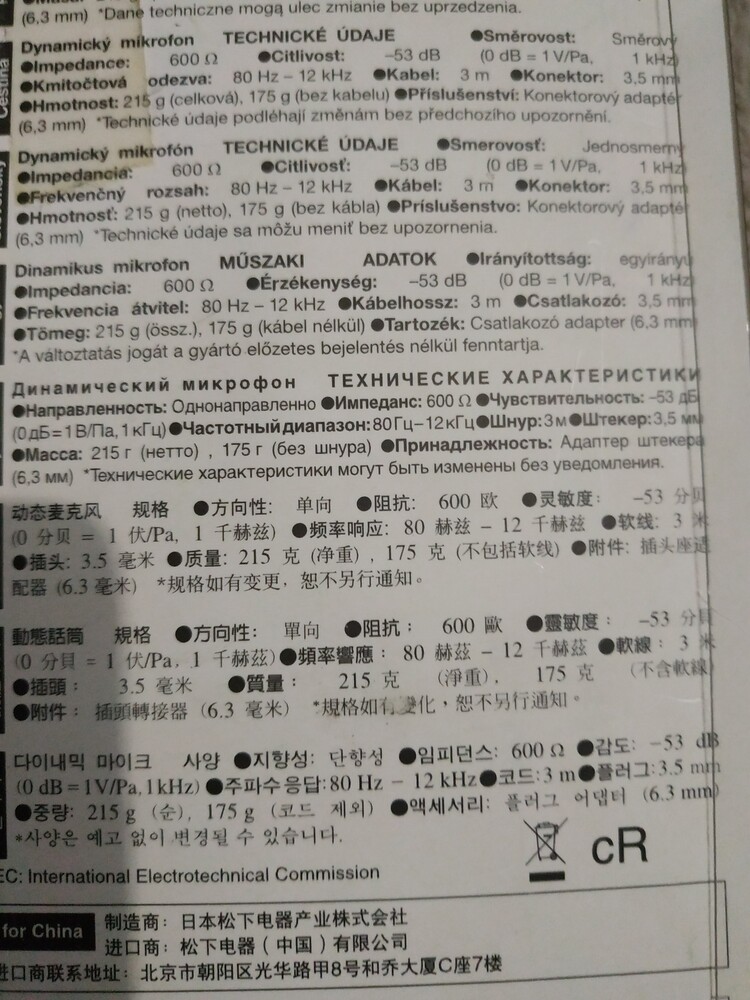 (6,3 mm) *Dane techniczne mogą ulec zmianie bez uprzedzenia.
Čeština
Dynamický mikrofon TECHNICKÉ ÚDAJE ●Směrovost: Směrový
●Impedance: 600 Ω ●Citlivost: –53 dB (0 dB = 1 V/Pa, 1 kHz)
●Kmitočtová odezva: 80 Hz – 12 kHz ●Kabel: 3 m ●Konektor: 3,5 mm
●Hmotnost: 215 g (celková), 175 g (bez kabelu) ●Příslušenství: Konektorový adaptér
(6,3 mm) *Technické údaje podléhají změnám bez předchozího upozornění.
Dynamický mikrofón TECHNICKÉ ÚDAJE ●Smerovosť: Jednosmerný
●Impedancia: 600 Ω ●Citlivosť: –53 dB (0 dB = 1 V/Pa, 1 kHz)
●Frekvenčný rozsah: 80 Hz – 12 kHz ●Kábel: 3 m ●Konektor: 3,5 mm
●Hmotnosť: 215 g (netto), 175 g (bez kábla) ●Príslušenstvo: Konektorový adaptér
(6,3 mm) *Technické údaje sa môžu meniť bez upozornenia.
Dinamikus mikrofon MŰSZAKI ADATOK ●Irányítottság: egyirányú
●Impedancia: 600 Ω ●Érzékenység: –53 dB (0 dB = 1 V/Pa, 1 kHz)
●Frekvencia átvitel: 80 Hz – 12 kHz ●Kábelhossz: 3 m ●Csatlakozó: 3,5 mm
●Tömeg: 215 g (össz.), 175 g (kábel nélkül) ●Tartozék: Csatlakozó adapter (6,3 mm)
*A változtatás jogát a gyártó előzetes bejelentés nélkül fenntartja.
Динамический микрофон ТЕХНИЧЕСКИЕ ХАРАКТЕРИСТИКИ
●Направленность: Однонаправленно ●Импеданс: 600 Ω ●Чувствительность: –53 дБ
(0 дБ=1 В/Па, 1 кГц) ●Частотный диапазон: 80 Гц – 12 кГц ●Шнур: 3 м ●Штекер: 3,5 мм
●Масса: 215 г (нетто) , 175 г (без шнура) ●Принадлежность: Адаптер штекера
(6,3 мм) *Технические характеристики могут быть изменены без уведомления.
动态麦克风 规格 ●方向性: 单向 ●阻抗: 600 欧 ●灵敏度: –53 分贝
(0 分贝 = 1 伏/Pa, 1 千赫兹) ●频率响应: 80 赫兹 – 12 千赫兹 ●软线: 3 米
●插头: 3.5 毫米 ●质量: 215 克 (净重) , 175 克 (不包括软线) ●附件: 插头座适
配器 (6.3 毫米) *规格如有变更，恕不另行通知。
動態話筒 規格 ●方向性: 單向 ●阻抗: 600 歐 ●靈敏度: –53 分貝
(0 分貝 = 1 伏/Pa, 1 千赫茲) ●頻率響應: 80 赫茲 – 12 千赫茲 ●軟線: 3 米
●插頭: 3.5 毫米 ●質量: 215 克 (淨重), 175 克 (不含軟線)
●附件: 插頭轉接器 (6.3 毫米) *規格如有變化，恕不另行通知。
다이내믹 마이크 사양 ●지향성: 단향성 ●임피던스: 600 Ω ●감도: –53 dB
(0 dB = 1V/Pa, 1 kHz) ●주파수 응답: 80 Hz – 12 kHz ●코드: 3 m ●플러그: 3.5 mm
●중량: 215 g (순), 175 g (코드 제외) ●액세서리: 플러그 어댑터 (6.3 mm)
*사양은 예고 없이 변경될 수 있습니다.
cR
EC: International Electrotechnical Commission
for China
制造商: 日本松下电器产业株式会社
进口商: 松下电器 ( 中国 ) 有限公司
进口商联系地址: 北京市朝阳区光华路甲8号和乔大厦C座7楼